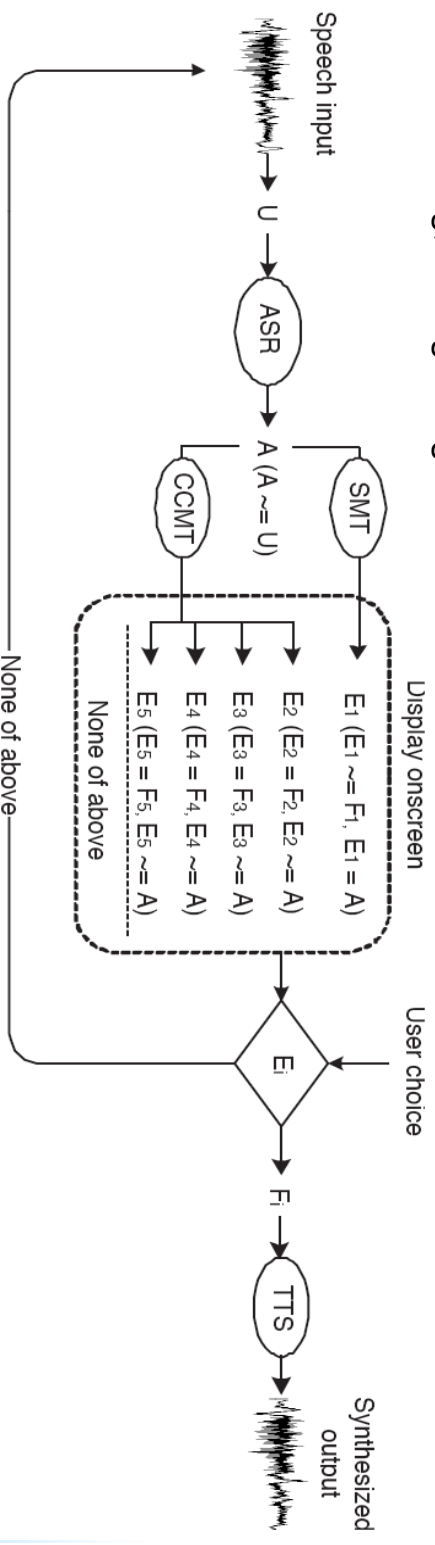 Speech input
U
ASR
A (A ~= U)
SMT
CCMT
Display onscreen
E1 (E1 ~= F1, E1 = A)
E2 (E2 = F2, E2 ~= A)
E3 (E3 = F3, E3 ~= A)
E4 (E4 = F4, E4 ~= A)
E5 (E5 = F5, E5 ~= A)
None of above
User choice
Ei
Fi
TTS
Synthesized
output
None of above